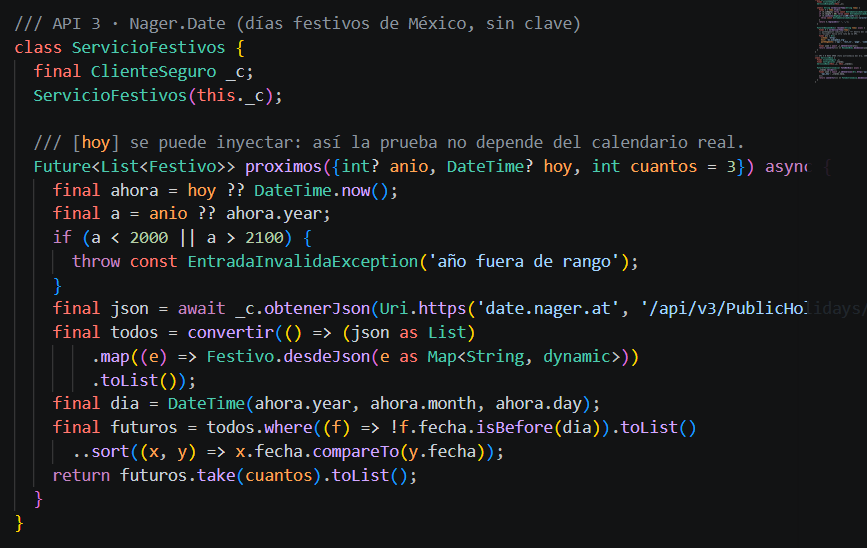 /// API 3 · Nager.Date (días festivos de México, sin clave)
class ServicioFestivos {
  final ClienteSeguro _c;
  ServicioFestivos(this._c);

  /// [hoy] se puede inyectar: así la prueba no depende del calendario real.
  Future<List<Festivo>> proximos({int? anio, DateTime? hoy, int cuantos = 3}) async {
    final ahora = hoy ?? DateTime.now();
    final a = anio ?? ahora.year;
    if (a < 2000 || a > 2100) {
      throw const EntradaInvalidaException('año fuera de rango');
    }
    final json = await _c.obtenerJson(Uri.https('date.nager.at', '/api/v3/PublicHolidays/
    final todos = convertir(() => (json as List)
        .map((e) => Festivo.desdeJson(e as Map<String, dynamic>))
        .toList());
    final dia = DateTime(ahora.year, ahora.month, ahora.day);
    final futuros = todos.where((f) => !f.fecha.isBefore(dia)).toList()
      ..sort((x, y) => x.fecha.compareTo(y.fecha));
    return futuros.take(cuantos).toList();
  }
}